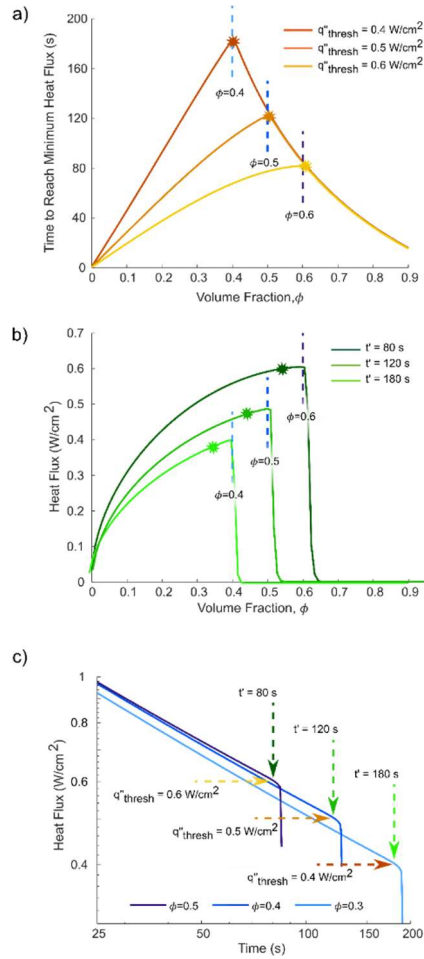 a)
200
160
120
80
40
0
Time to Reach Minimum Heat Flux (s)
q"thresh = 0.4 W/cm2
q"thresh = 0.5 W/cm2
q"thresh = 0.6 W/cm2
ϕ=0.4
ϕ=0.5
ϕ=0.6
0 0.1 0.2 0.3 0.4 0.5 0.6 0.7 0.8 0.9
Volume Fraction,ϕ
b)
0.7
0.6
0.5
0.4
0.3
0.2
0.1
0
Heat Flux (W/cm2)
t' = 80 s
t' = 120 s
t' = 180 s
ϕ=0.6
ϕ=0.5
ϕ=0.4
0 0.1 0.2 0.3 0.4 0.5 0.6 0.7 0.8 0.9
Volume Fraction, ϕ
c)
1
0.6
0.4
Heat Flux (W/cm2)
t' = 80 s
t' = 120 s
t' = 180 s
q"thresh = 0.6 W/cm2
q"thresh = 0.5 W/cm2
q"thresh = 0.4 W/cm2
ϕ=0.5 ϕ=0.4 ϕ=0.3
25 50 100 200
Time (s)